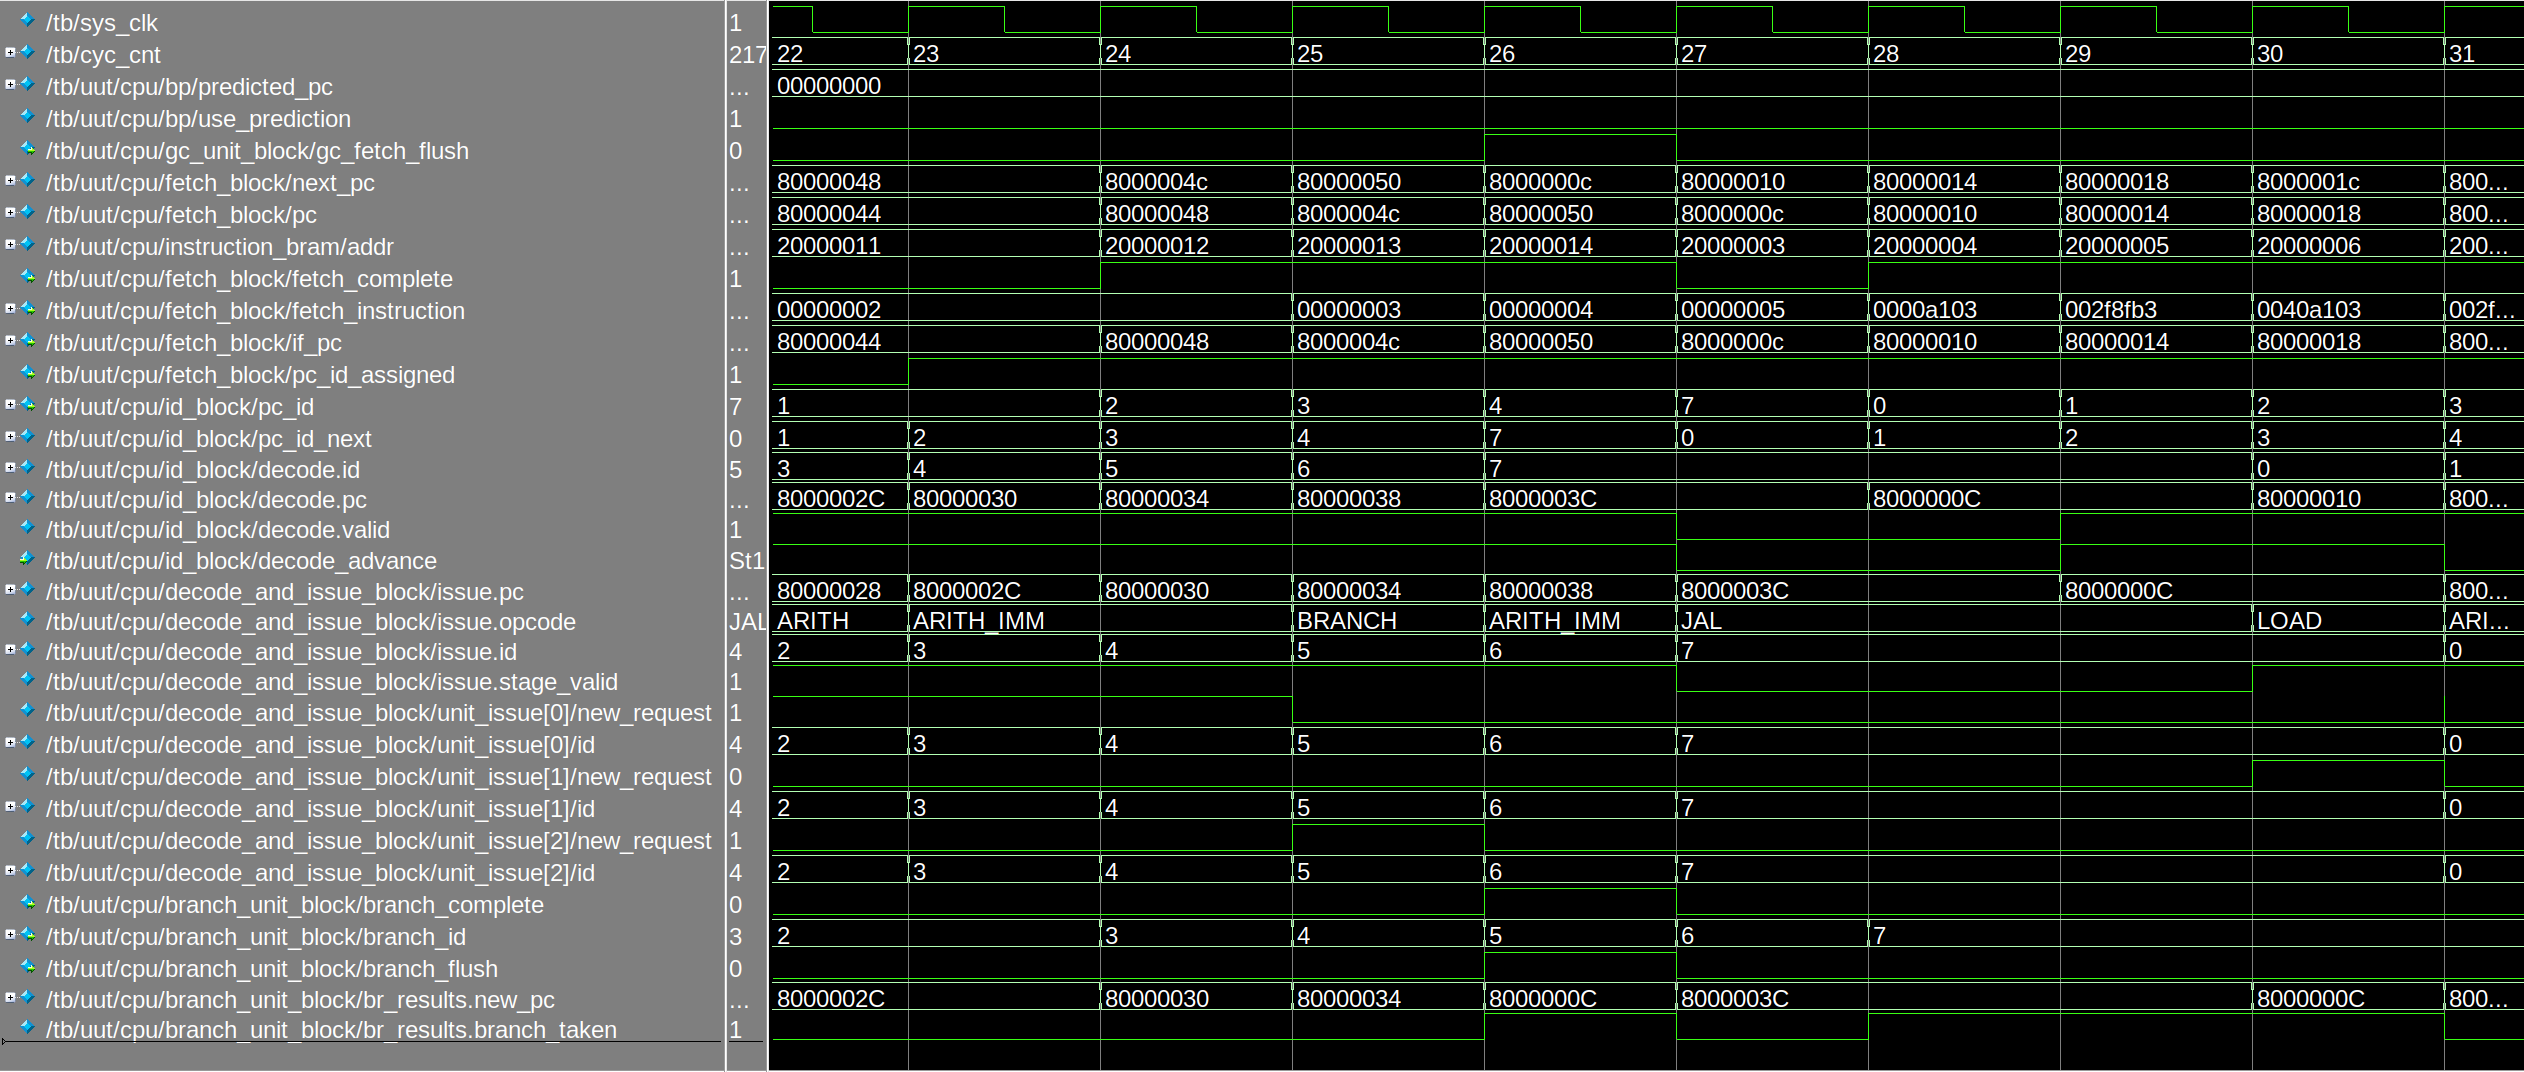 /tb/sys_clk 1
/tb/cyc_cnt 217 22 23 24 25 26 27 28 29 30 31
/tb/uut/cpu/bp/predicted_pc ... 00000000
/tb/uut/cpu/bp/use_prediction 1
/tb/uut/cpu/gc_unit_block/gc_fetch_flush 0
/tb/uut/cpu/fetch_block/next_pc ... 80000048 8000004c 80000050 8000000c 80000010 80000014 80000018 8000001c 800...
/tb/uut/cpu/fetch_block/pc ... 80000044 80000048 8000004c 80000050 8000000c 80000010 80000014 80000018 800...
/tb/uut/cpu/instruction_bram/addr ... 20000011 20000012 20000013 20000014 20000003 20000004 20000005 20000006 200...
/tb/uut/cpu/fetch_block/fetch_complete 1
/tb/uut/cpu/fetch_block/fetch_instruction ... 00000002 00000003 00000004 00000005 0000a103 002f8fb3 0040a103 002f...
/tb/uut/cpu/fetch_block/if_pc ... 80000044 80000048 8000004c 80000050 8000000c 80000010 80000014 80000018 800...
/tb/uut/cpu/fetch_block/pc_id_assigned 1
/tb/uut/cpu/id_block/pc_id 7 1 2 3 4 7 0 1 2 3
/tb/uut/cpu/id_block/pc_id_next 0 1 2 3 4 7 0 1 2 3 4
/tb/uut/cpu/id_block/decode.id 5 3 4 5 6 7 0 1
/tb/uut/cpu/id_block/decode.pc ... 8000002C 80000030 80000034 80000038 8000003C 8000000C 80000010 800...
/tb/uut/cpu/id_block/decode.valid 1
/tb/uut/cpu/id_block/decode_advance St1
/tb/uut/cpu/decode_and_issue_block/issue.pc ... 80000028 8000002C 80000030 80000034 80000038 8000003C 8000000C 800...
/tb/uut/cpu/decode_and_issue_block/issue.opcode JAL ARITH ARITH_IMM BRANCH ARITH_IMM JAL LOAD ARI...
/tb/uut/cpu/decode_and_issue_block/issue.id 4 2 3 4 5 6 7 0
/tb/uut/cpu/decode_and_issue_block/issue.stage_valid 1
/tb/uut/cpu/decode_and_issue_block/unit_issue[0]/new_request 1
/tb/uut/cpu/decode_and_issue_block/unit_issue[0]/id 4 2 3 4 5 6 7 0
/tb/uut/cpu/decode_and_issue_block/unit_issue[1]/new_request 0
/tb/uut/cpu/decode_and_issue_block/unit_issue[1]/id 4 2 3 4 5 6 7 0
/tb/uut/cpu/decode_and_issue_block/unit_issue[2]/new_request 1
/tb/uut/cpu/decode_and_issue_block/unit_issue[2]/id 4 2 3 4 5 6 7 0
/tb/uut/cpu/branch_unit_block/branch_complete 0
/tb/uut/cpu/branch_unit_block/branch_id 3 2 3 4 5 6 7
/tb/uut/cpu/branch_unit_block/branch_flush 0
/tb/uut/cpu/branch_unit_block/br_results.new_pc ... 8000002C 80000030 80000034 8000000C 8000003C 8000000C 800...
/tb/uut/cpu/branch_unit_block/br_results.branch_taken 1